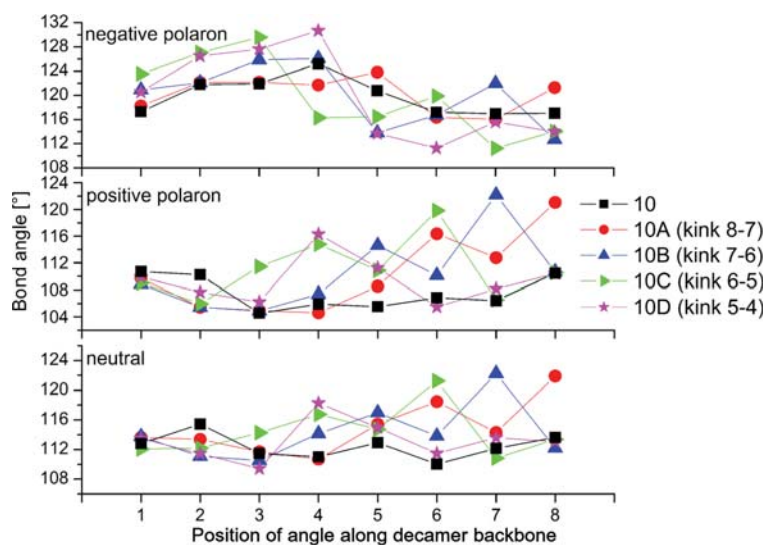 132
128
124
120
116
112
108
negative polaron
124
120
116
112
108
104
positive polaron
124
120
116
112
108
neutral
Bond angle [°]
1 2 3 4 5 6 7 8
Position of angle along decamer backbone
10
10A (kink 8-7)
10B (kink 7-6)
10C (kink 6-5)
10D (kink 5-4)